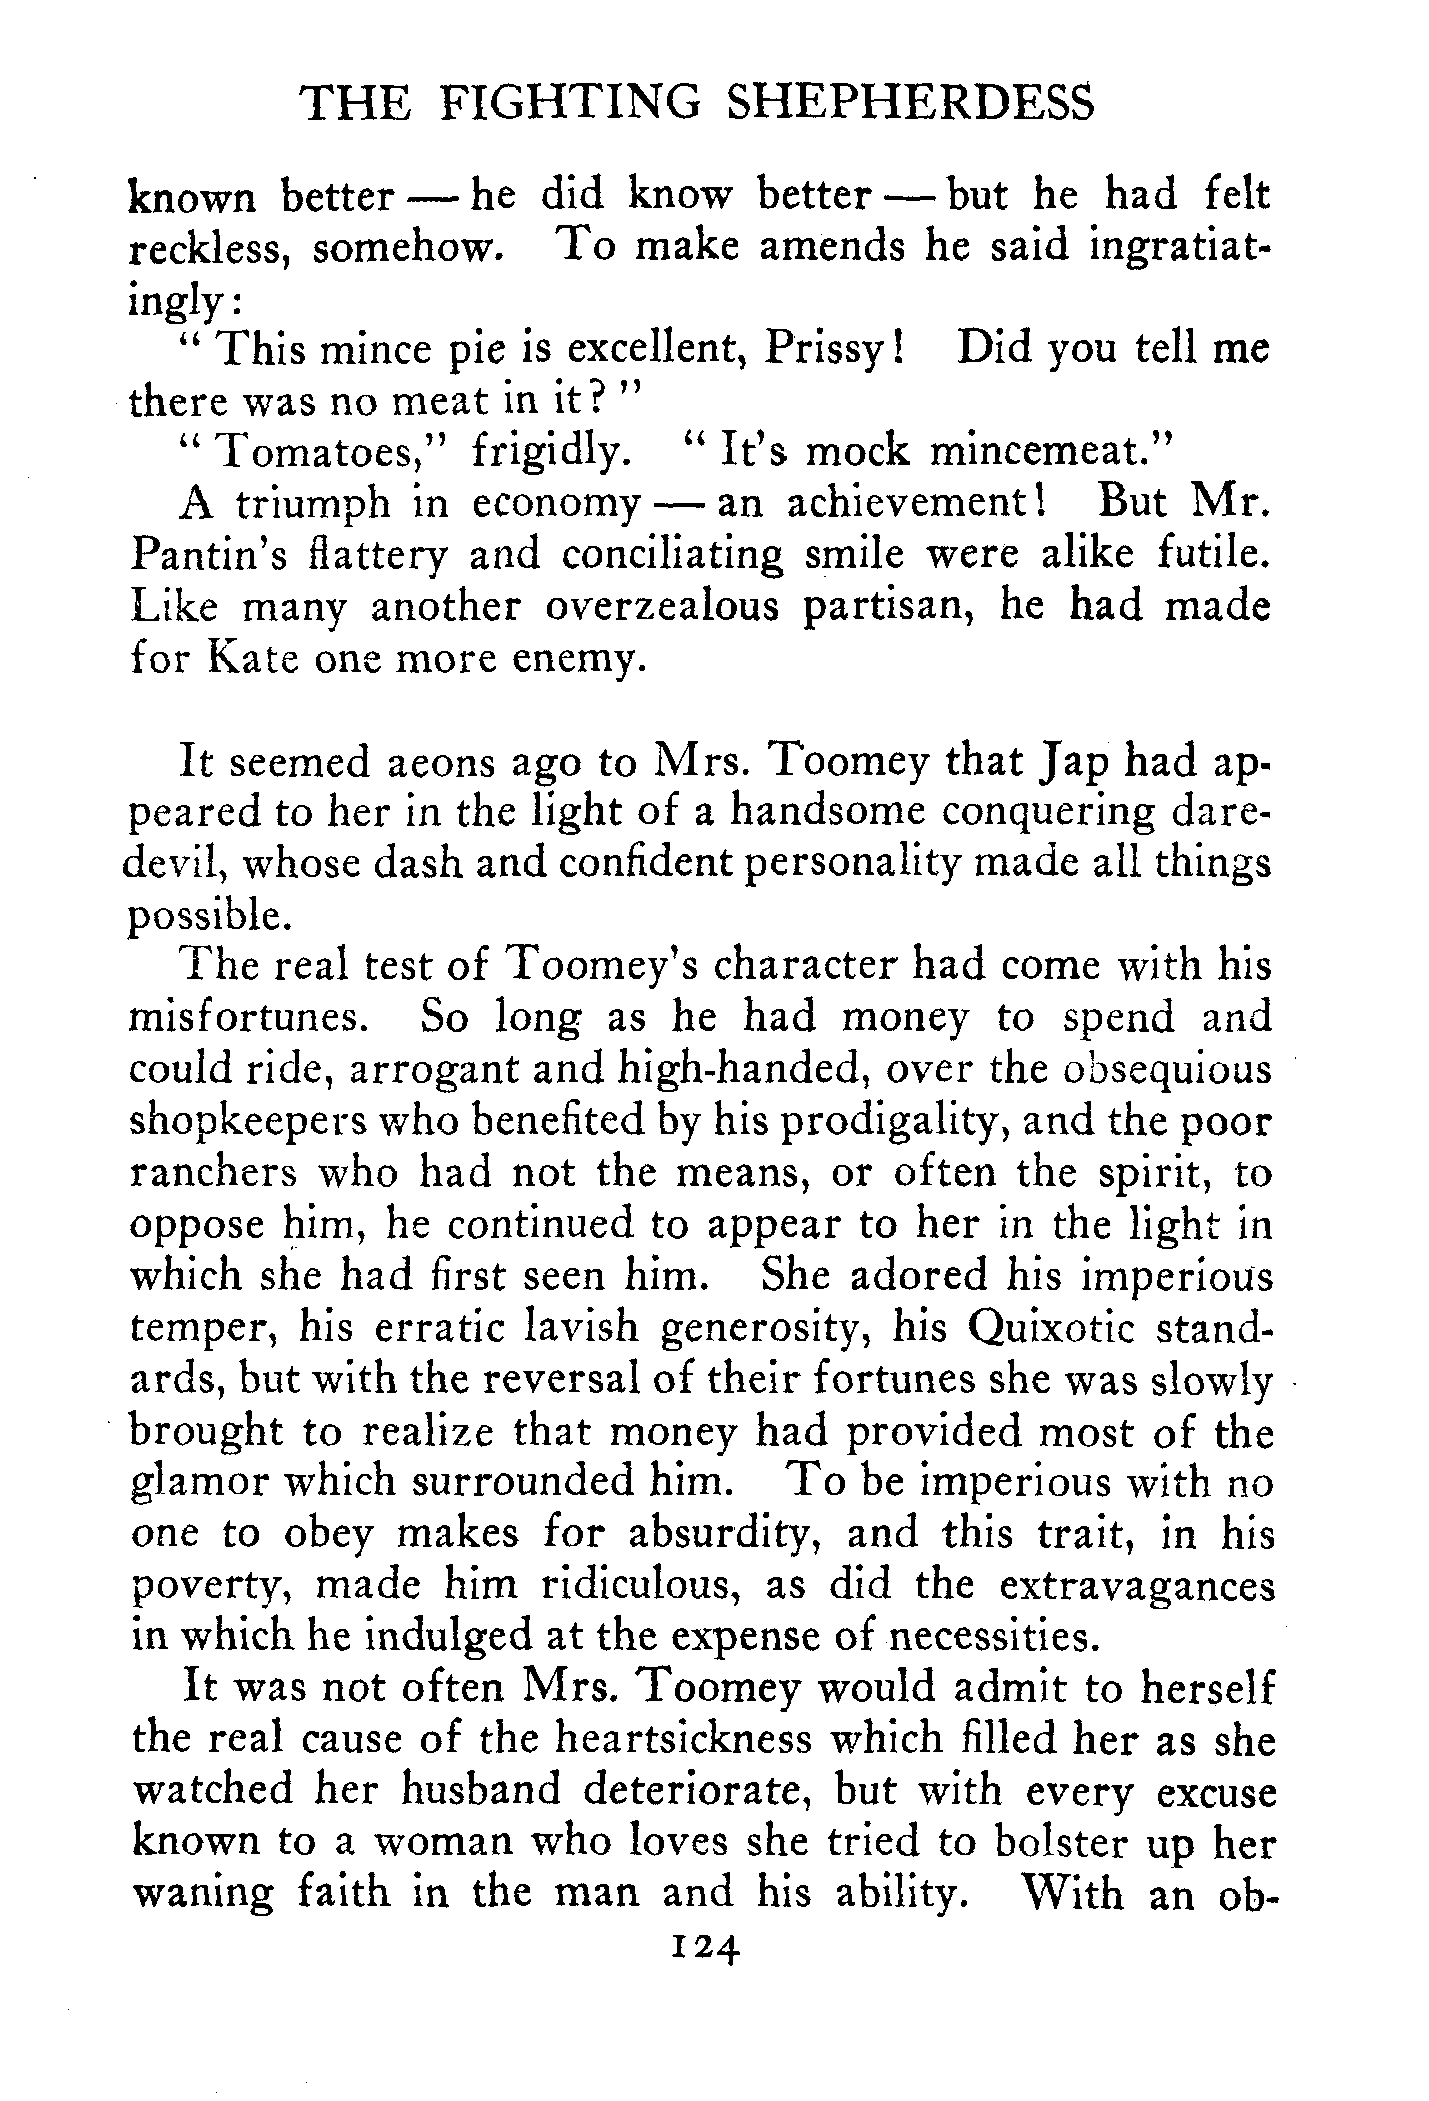 THE FIGHTING SHEPHERDESS
known better — he did know better — but he had felt
reckless, somehow. To make amends he said ingratiat-
ingly:
" This mince pie is excellent, Prissy! Did you tell me
there was no meat in it? "
" Tomatoes," frigidly. " It's mock mincemeat."
A triumph in economy — an achievement! But Mr.
Pantin's flattery and conciliating smile were alike futile.
Like many another overzealous partisan, he had made
for Kate one more enemy.
It seemed aeons ago to Mrs. Toomey that Jap had ap-
peared to her in the light of a handsome conquering dare-
devil, whose dash and confident personality made all things
possible.
The real test of Toomey's character had come with his
misfortunes. So long as he had money to spend and
could ride, arrogant and high-handed, over the obsequious
shopkeepers who benefited by his prodigality, and the poor
ranchers who had not the means, or often the spirit, to
oppose him, he continued to appear to her in the light in
which she had first seen him. She adored his imperious
temper, his erratic lavish generosity, his Quixotic stand-
ards, but with the reversal of their fortunes she was slowly
brought to realize that money had provided most of the
glamor which surrounded him. To be imperious with no
one to obey makes for absurdity, and this trait, in his
poverty, made him ridiculous, as did the extravagances
in which he indulged at the expense of necessities.
It was not often Mrs. Toomey would admit to herself
the real cause of the heartsickness which filled her as she
watched her husband deteriorate, but with every excuse
known to a woman who loves she tried to bolster up her
waning faith in the man and his ability. With an ob-
124